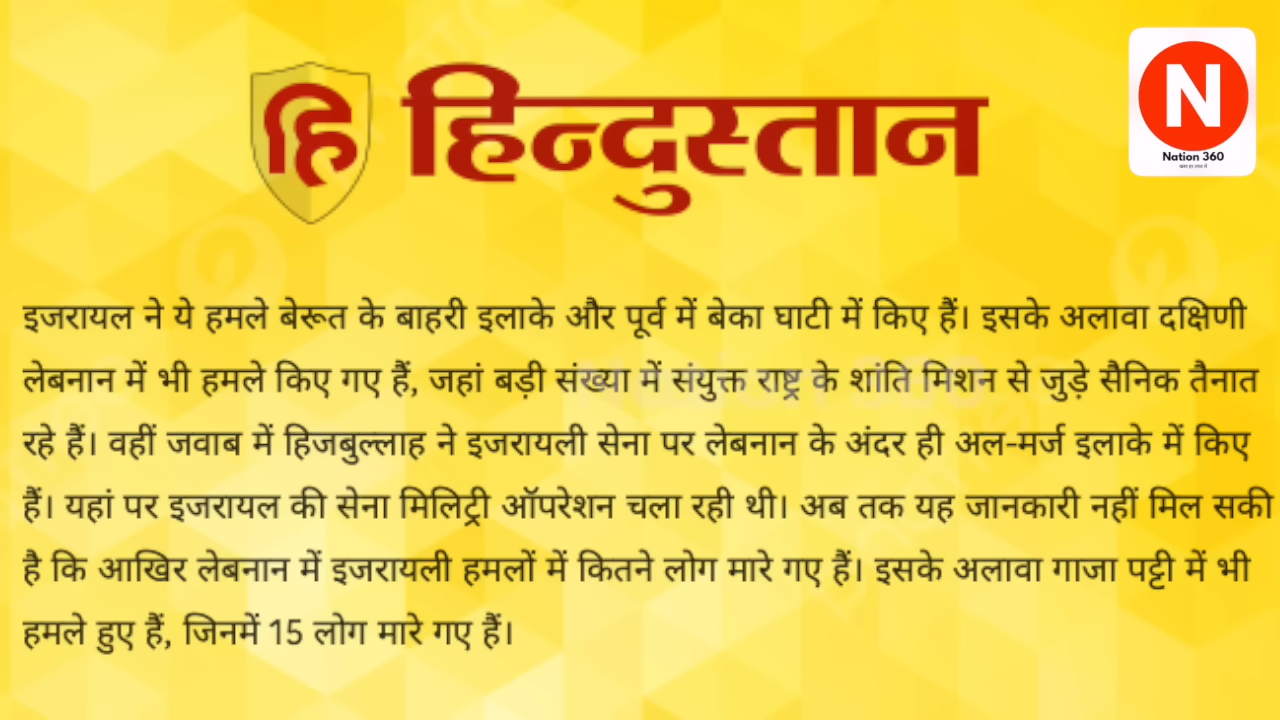 हि हिन्दुस्तान
N
Nation 360
इजरायल ने ये हमले बेरूत के बाहरी इलाके और पूर्व में बेका घाटी में किए हैं। इसके अलावा दक्षिणी
लेबनान में भी हमले किए गए हैं, जहां बड़ी संख्या में संयुक्त राष्ट्र के शांति मिशन से जुड़े सैनिक तैनात
रहे हैं। वहीं जवाब में हिजबुल्लाह ने इजरायली सेना पर लेबनान के अंदर ही अल-मर्ज इलाके में किए
हैं। यहां पर इजरायल की सेना मिलिट्री ऑपरेशन चला रही थी। अब तक यह जानकारी नहीं मिल सकी
है कि आखिर लेबनान में इजरायली हमलों में कितने लोग मारे गए हैं। इसके अलावा गाजा पट्टी में भी
हमले हुए हैं, जिनमें 15 लोग मारे गए हैं।